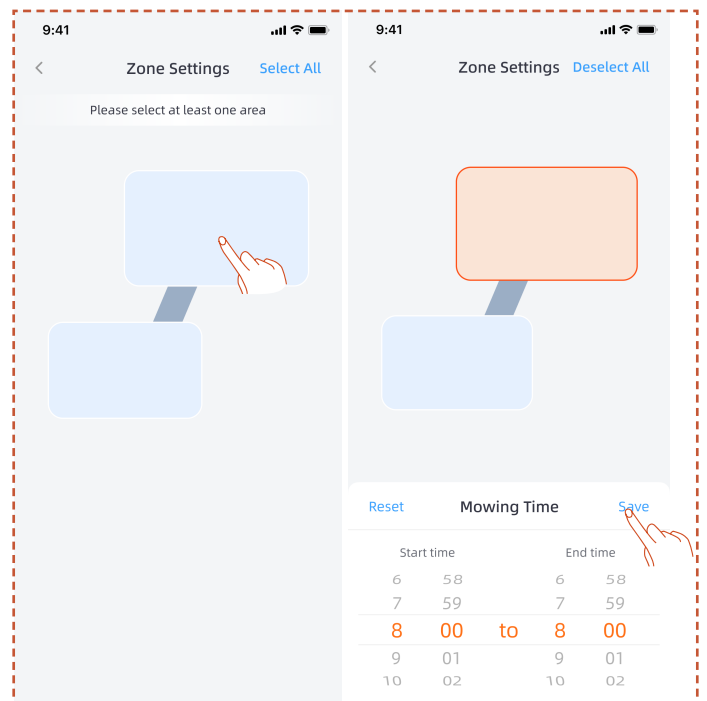 9:41
Zone Settings Select All
Please select at least one area
9:41
Zone Settings Deselect All
Reset Mowing Time Save
Start time End time
6 58 6 58
7 59 7 59
8 00 to 8 00
9 01 9 01
10 02 10 02